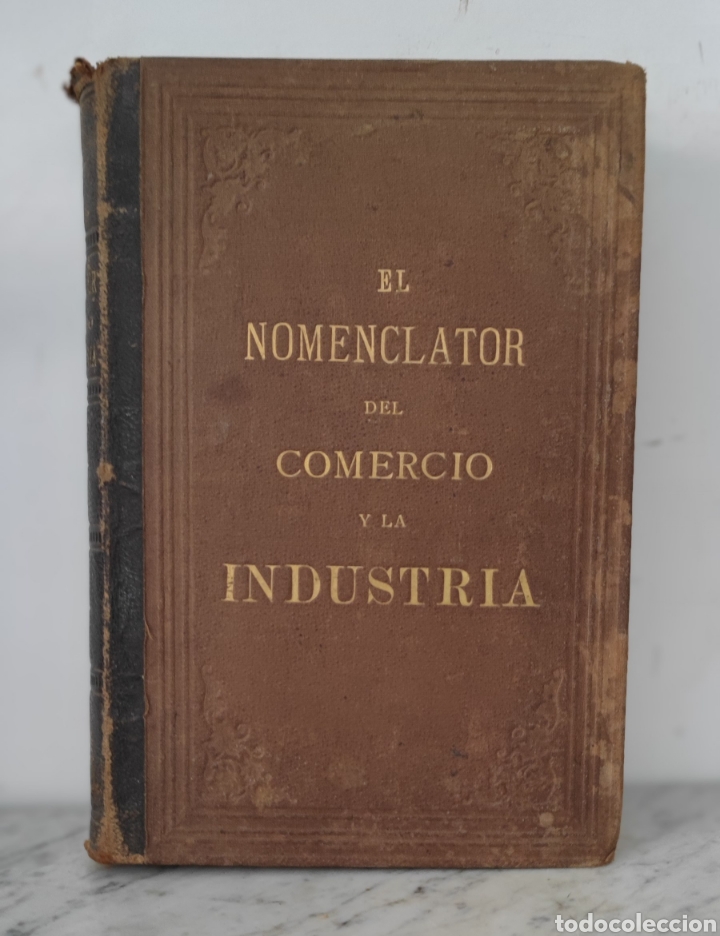 EL
NOMENCLATOR
DEL
COMERCIO
Y LA
INDUSTRIA
todocoleccion